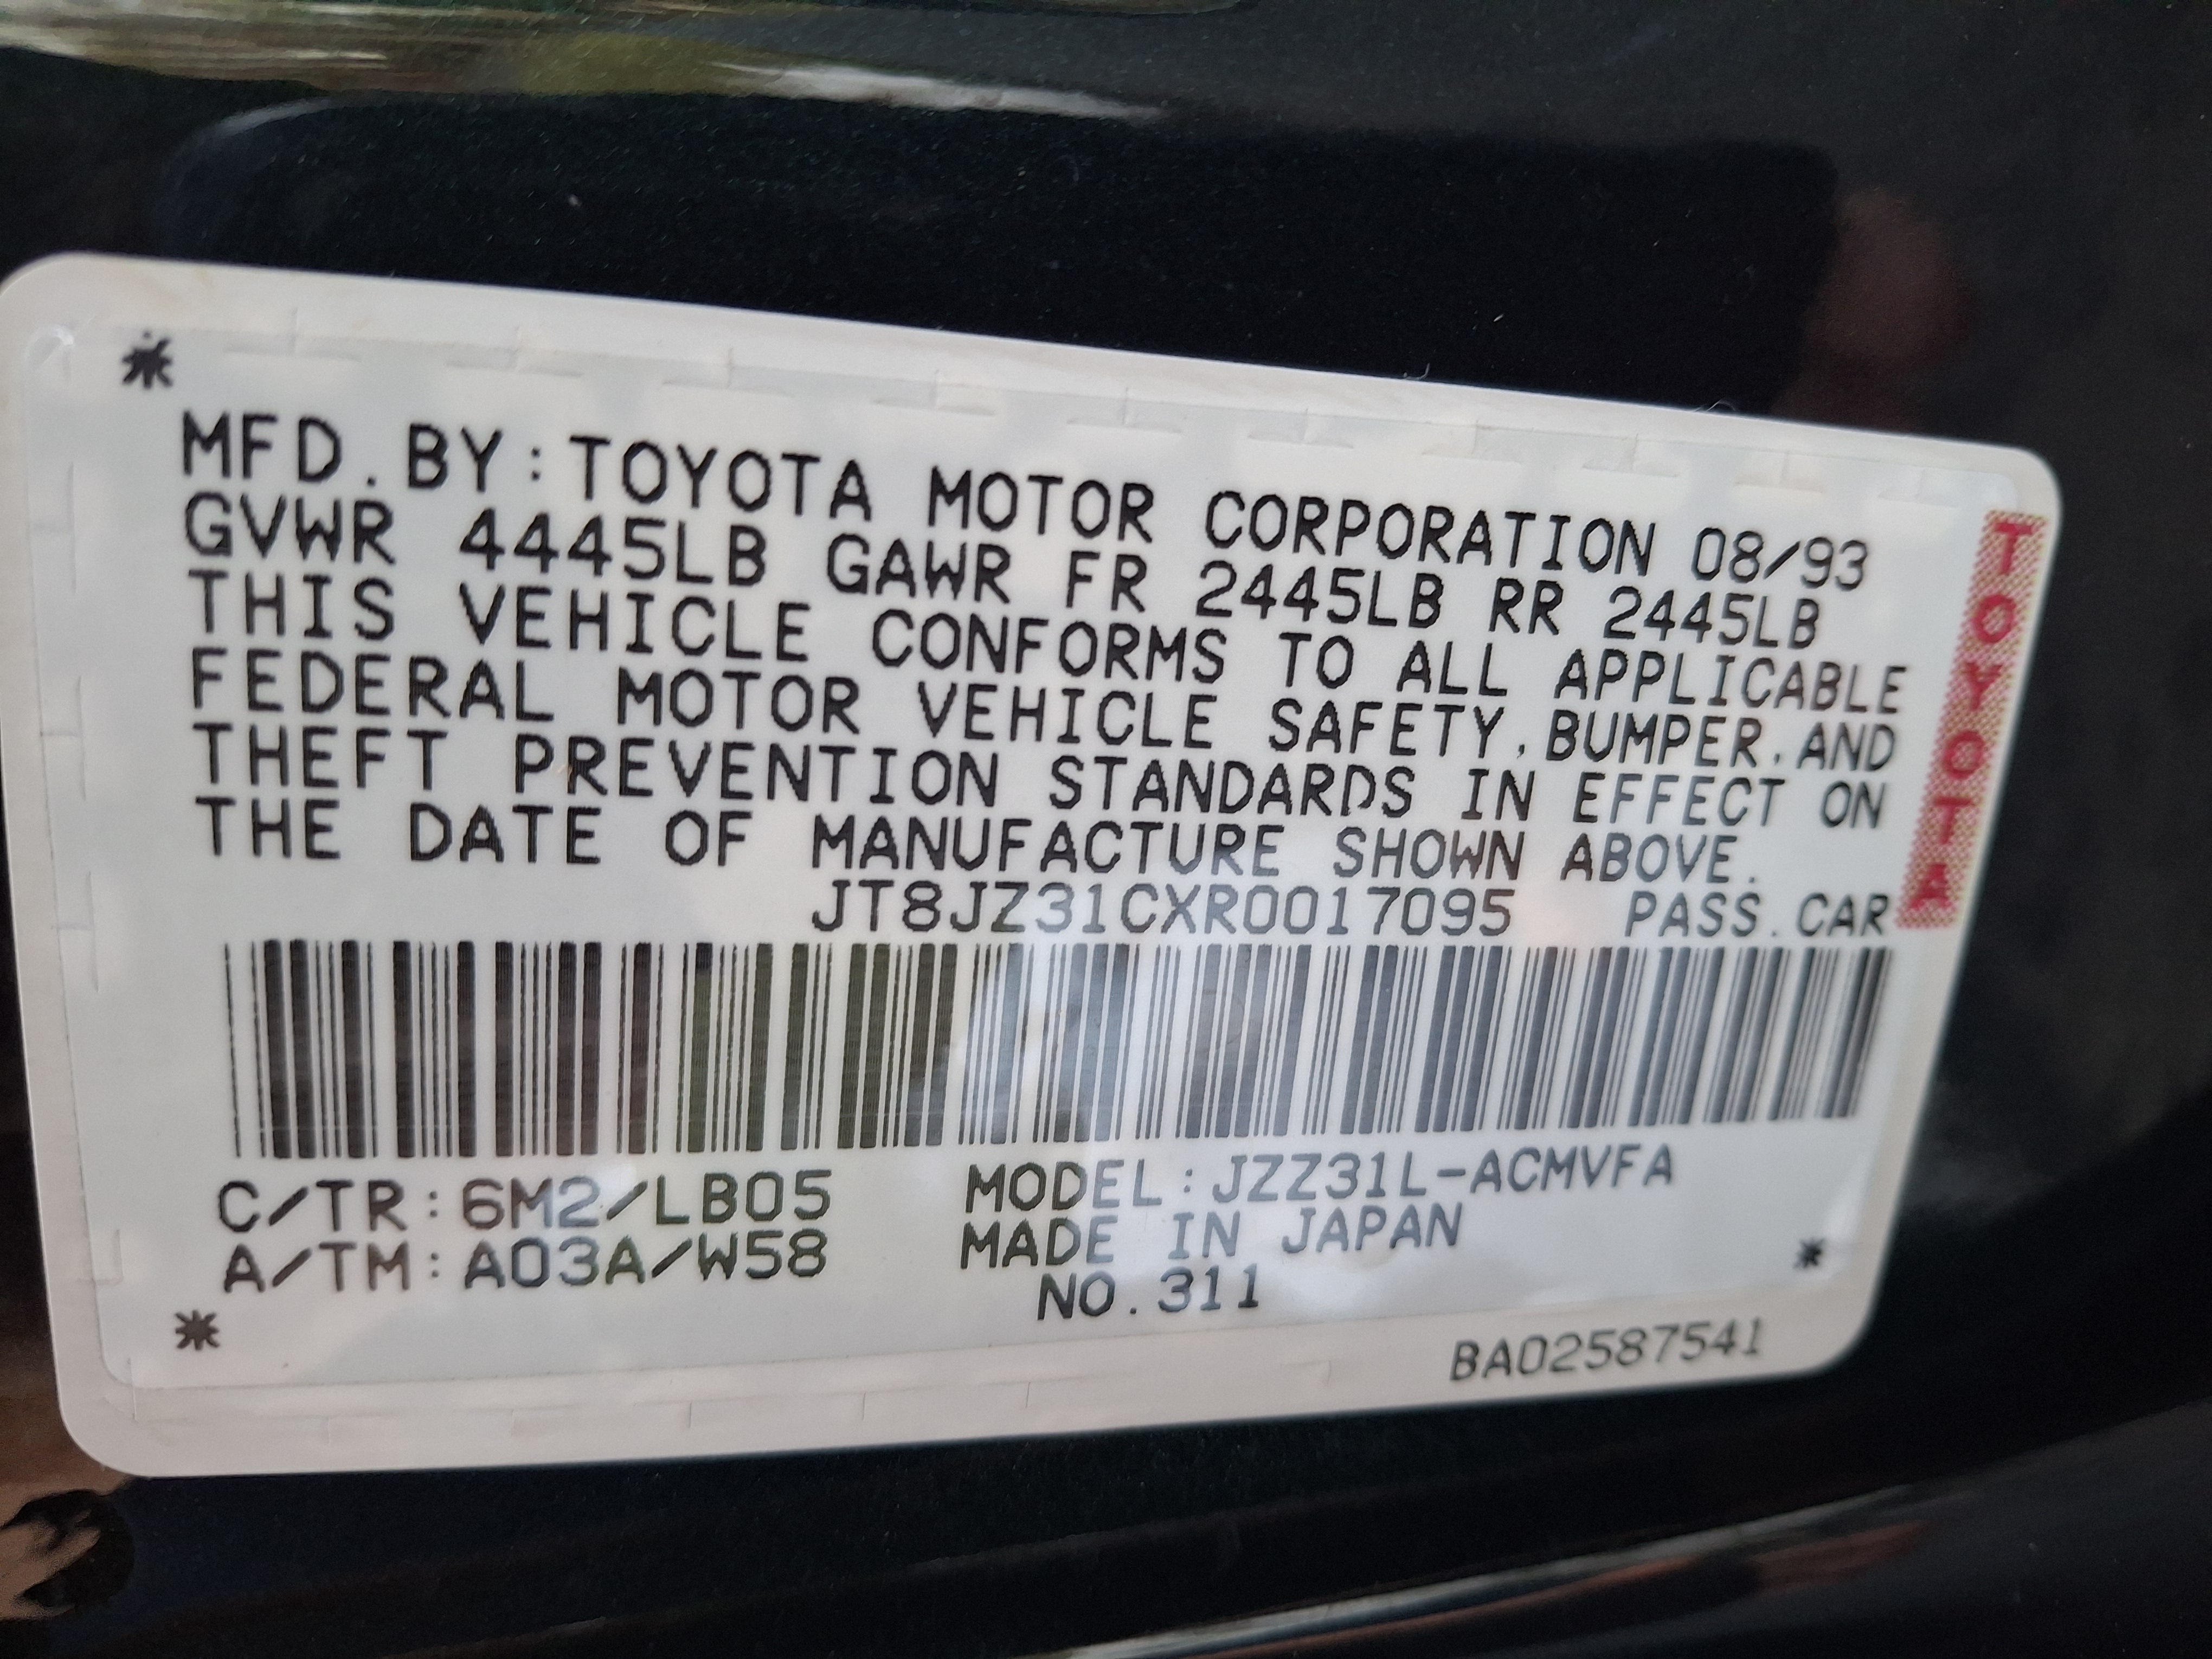 MFD.BY:TOYOTA MOTOR CORPORATION 08/93
GVWR 4445LB GAWR FR 2445LB RR 2445LB
THIS VEHICLE CONFORMS TO ALL APPLICABLE
FEDERAL MOTOR VEHICLE SAFETY,BUMPER,AND
THEFT PREVENTION STANDARDS IN EFFECT ON
THE DATE OF MANUFACTURE SHOWN ABOVE.
JT8JZ31CXR0017095 PASS.CAR
TOYOTA
C/TR:6M2/LB05 MODEL:JZZ31L-ACMVFA
A/TM:A03A/W58 MADE IN JAPAN
NO.311
BA02587541